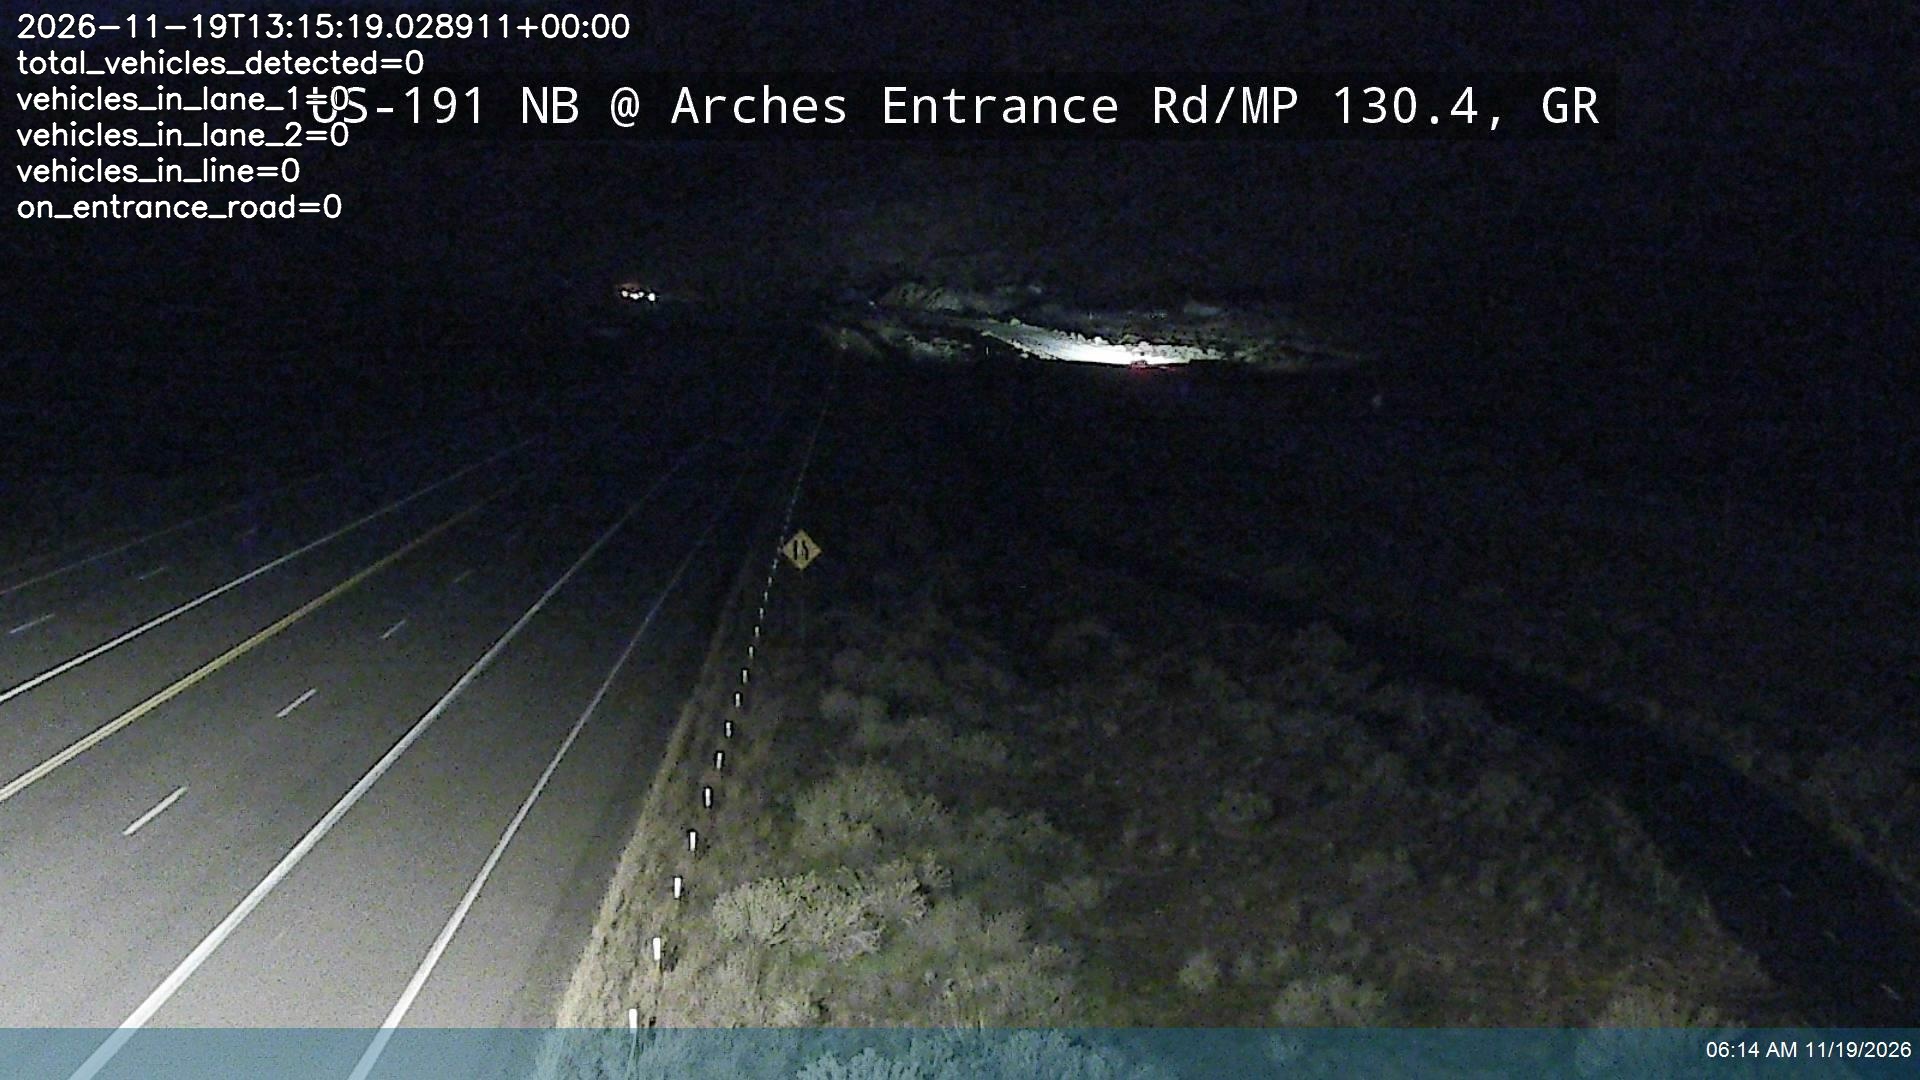 2026-11-19T13:15:19.028911+00:00
total_vehicles_detected=0
vehicles_in_lane_1=0
US-191 NB @ Arches Entrance Rd/MP 130.4, GR
vehicles_in_lane_2=0
vehicles_in_line=0
on_entrance_road=0
06:14 AM 11/19/2026